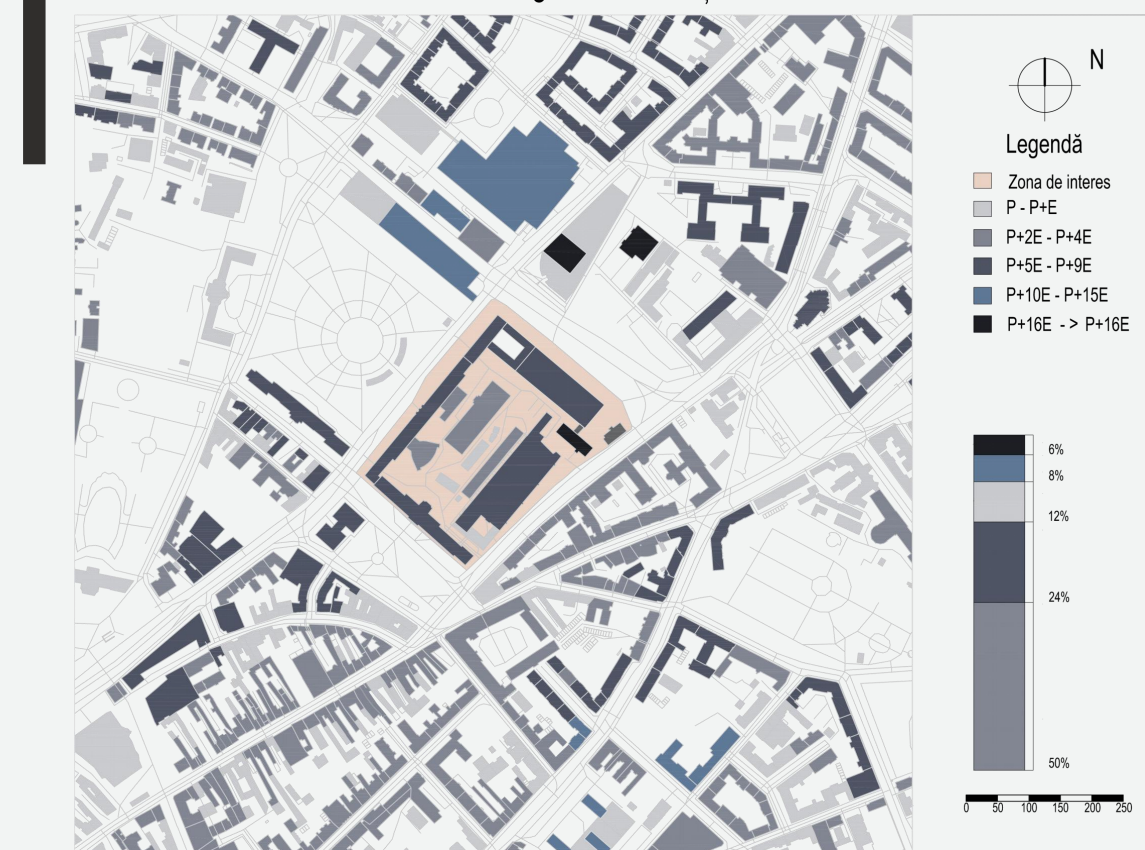 N
Legendă
Zona de interes
P - P+E
P+2E - P+4E
P+5E - P+9E
P+10E - P+15E
P+16E - > P+16E
6%
8%
12%
24%
50%
0 50 100 150 200 250